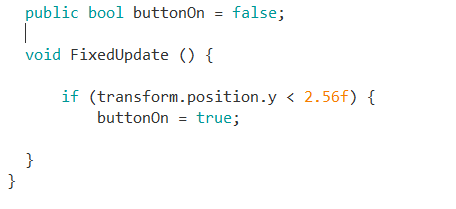 public bool buttonOn = false;
void FixedUpdate () {
if (transform.position.y < 2.56f) {
buttonOn = true;
}
}